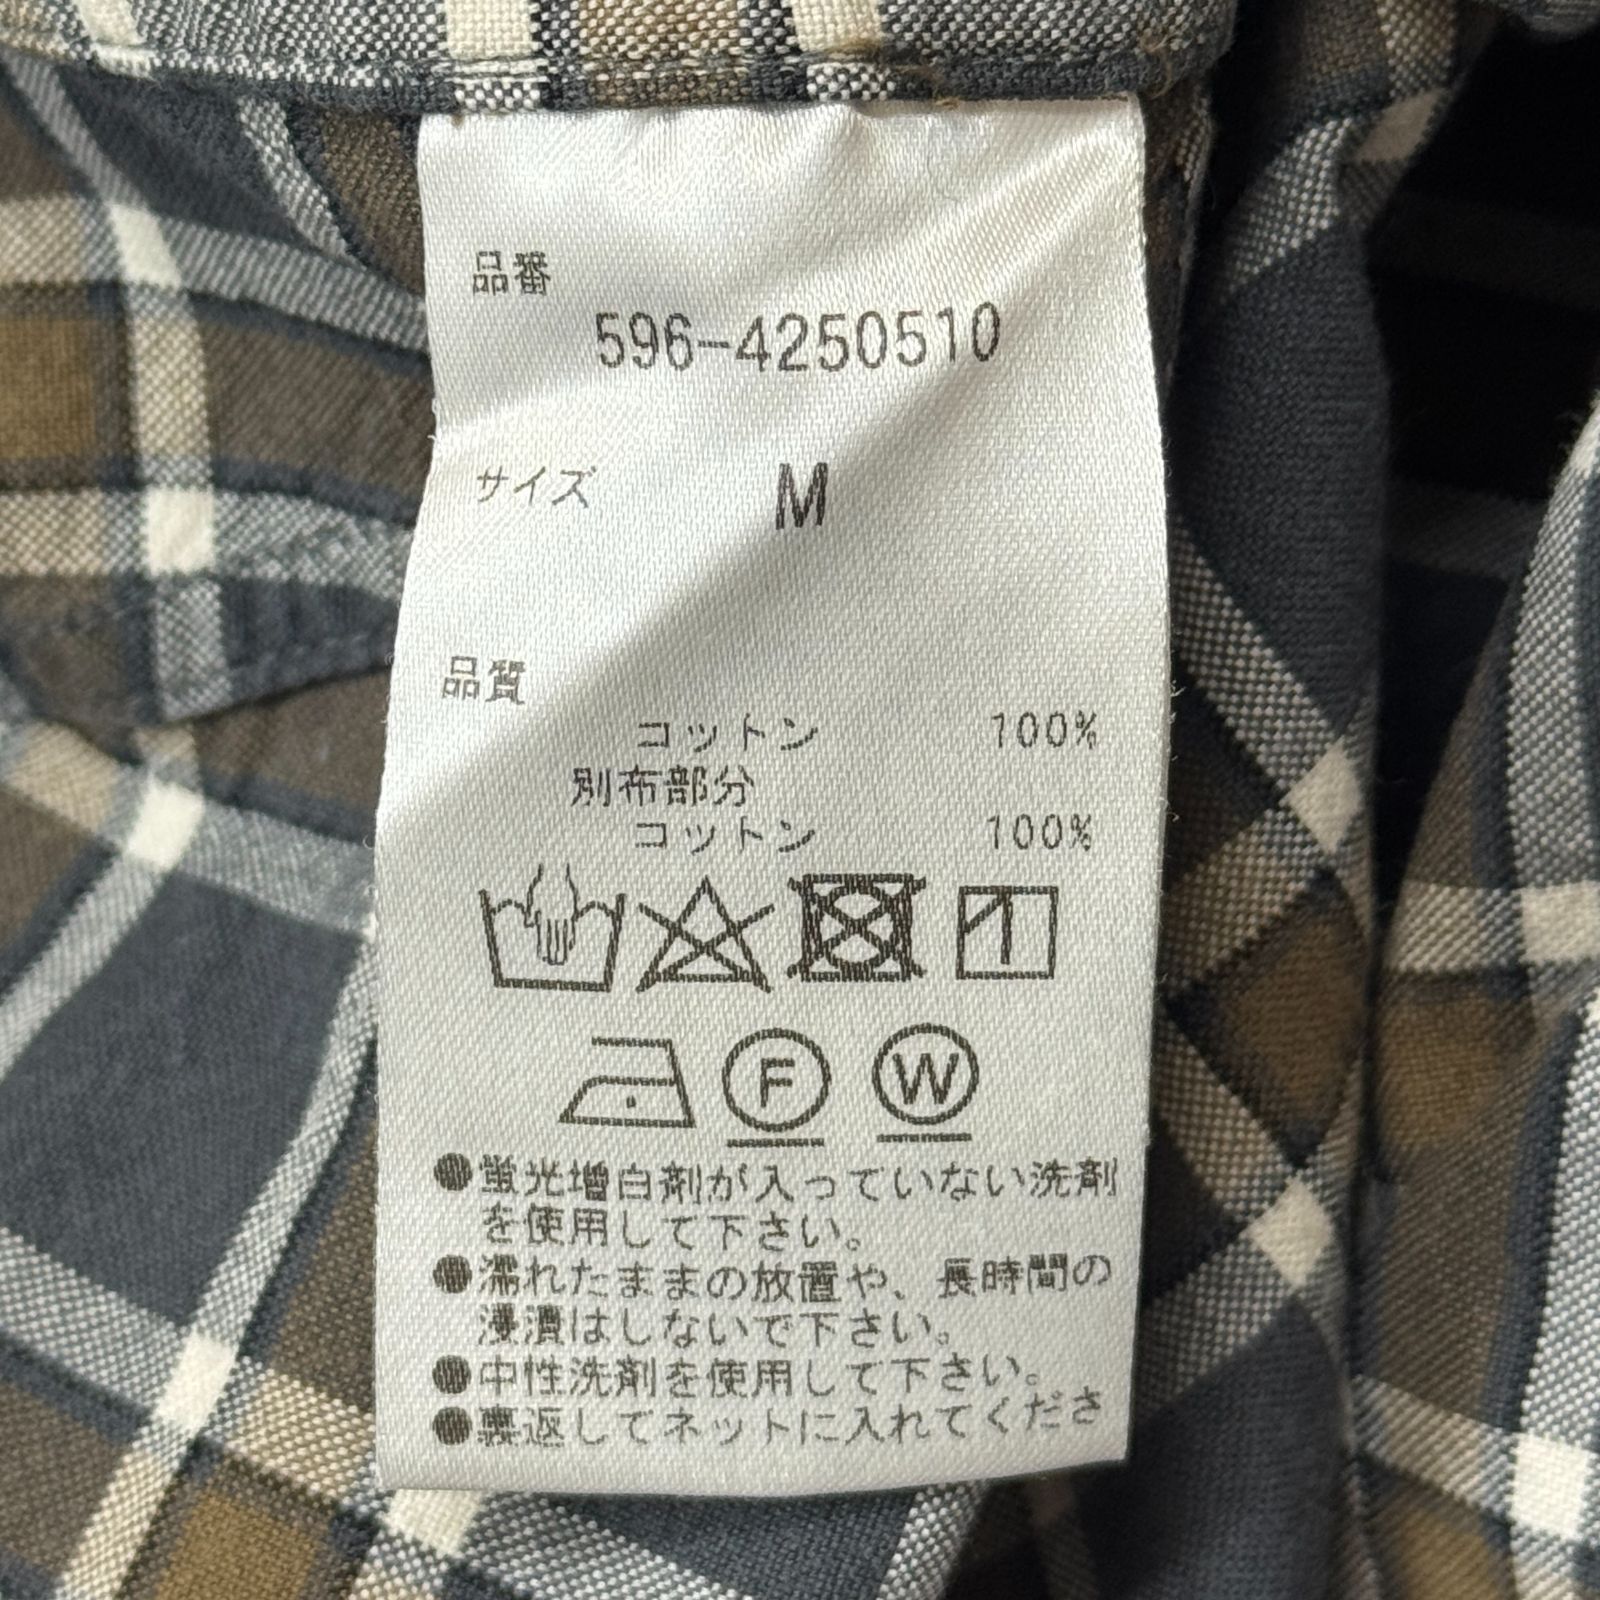 品番
596-4250510
サイズ M
品質
コットン 100%
別布部分
コットン 100%
F W
●蛍光増白剤が入っていない洗剤
を使用して下さい。
●濡れたままの放置や、長時間の
浸漬はしないで下さい。
●中性洗剤を使用して下さい。
●裏返してネットに入れてくださ